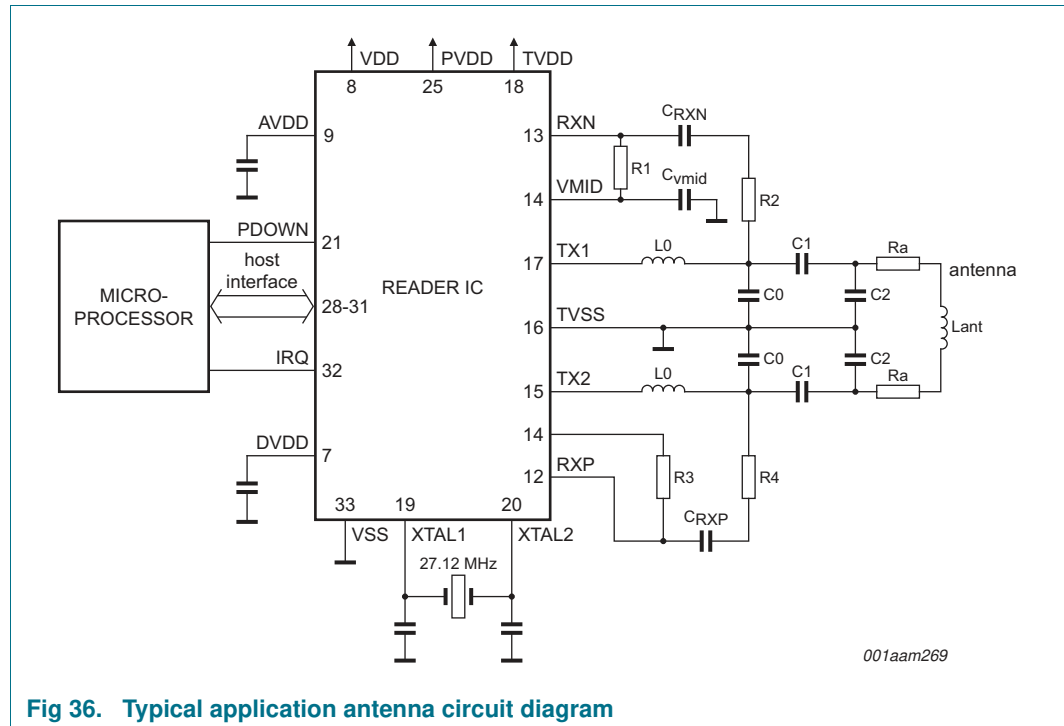 VDD PVDD TVDD
8 25 18
AVDD 9
13 RXN
CRXN
R1
14 VMID
Cvmid
R2
PDOWN 21
host
interface
28-31
MICRO-
PROCESSOR
READER IC
IRQ 32
17 TX1 L0 C1 Ra
antenna
C0 C2
Lant
16 TVSS
C0 C2
15 TX2 L0 C1 Ra
DVDD 7
14
12 RXP
R3 R4
CRXP
33 19 20
VSS XTAL1 XTAL2
27.12 MHz
001aam269
Fig 36. Typical application antenna circuit diagram